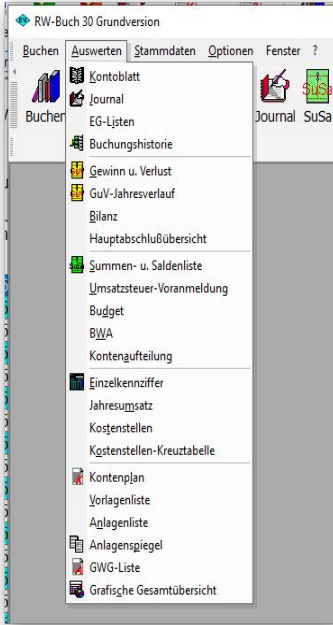 RW-Buch 30 Grundversion
Buchen Auswerten Stammdaten Optionen Fenster ?
Buchen Journal SuSa
Kontoblatt
Journal
EG-Listen
Buchungshistorie
Gewinn u. Verlust
GuV-Jahresverlauf
Bilanz
Hauptabschlußübersicht
Summen- u. Saldenliste
Umsatzsteuer-Voranmeldung
Budget
BWA
Kontenaufteilung
Einzelkennziffer
Jahresumsatz
Kostenstellen
Kostenstellen-Kreuztabelle
Kontenplan
Vorlagenliste
Anlagenliste
Anlagenspiegel
GWG-Liste
Grafische Gesamtübersicht